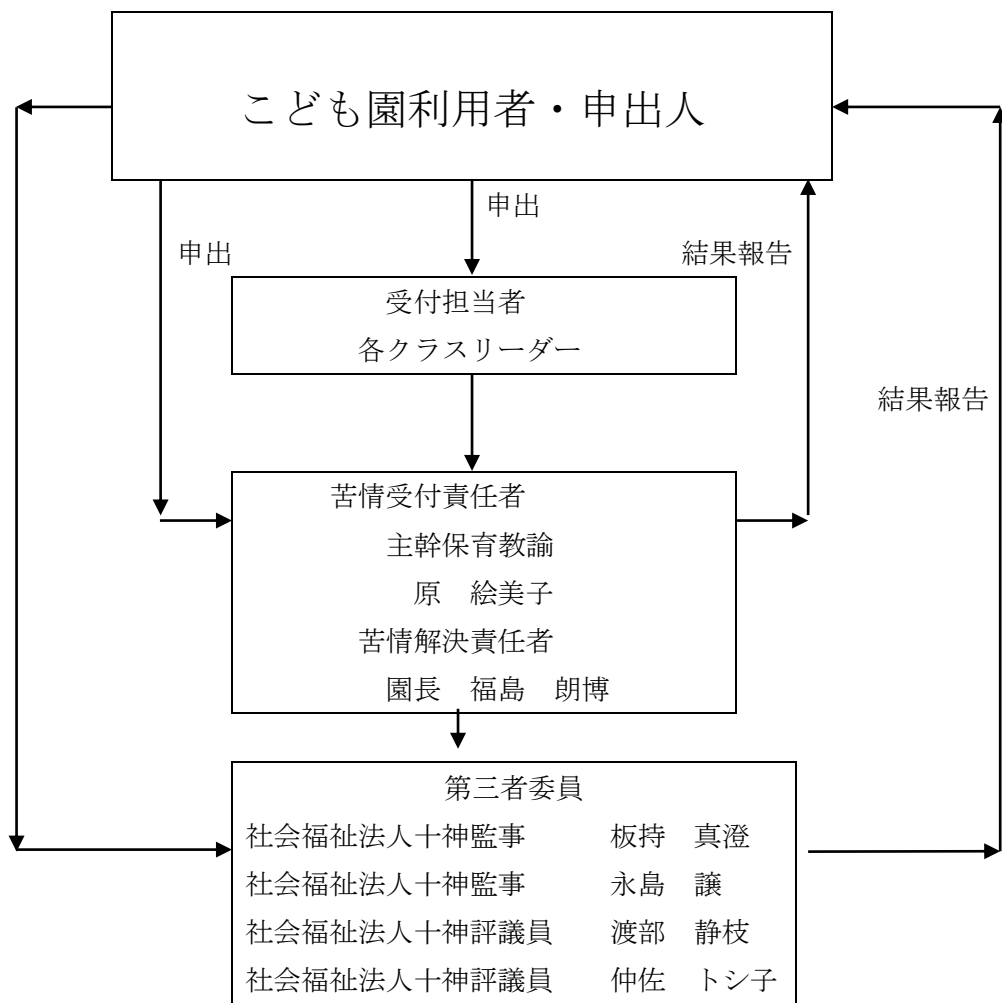 こども園利用者・申出人
申出
申出
結果報告
受付担当者
各クラスリーダー
結果報告
苦情受付責任者
主幹保育教諭
原　絵美子
苦情解決責任者
園長　福島　朗博
第三者委員
社会福祉法人十神監事　　　板持　真澄
社会福祉法人十神監事　　　永島　譲
社会福祉法人十神評議員　　渡部　静枝
社会福祉法人十神評議員　　仲佐　トシ子